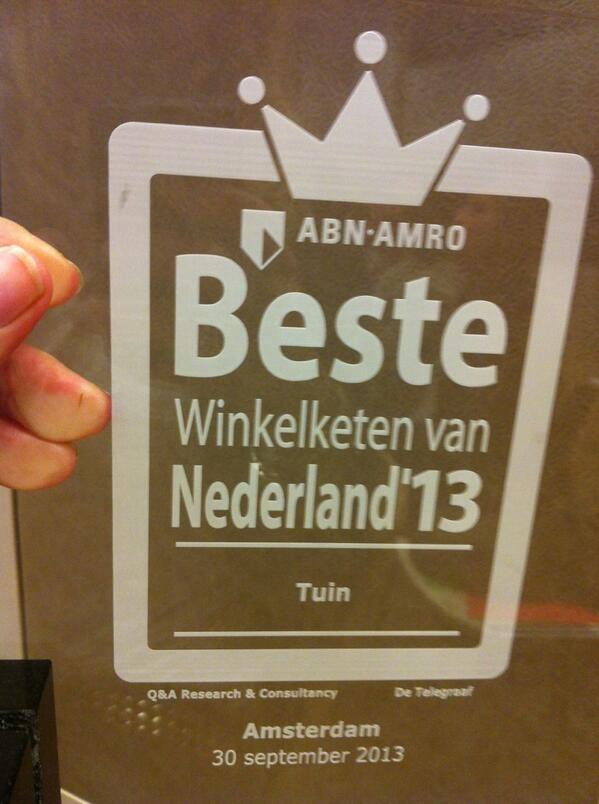 ABN·AMRO
Beste
Winkelketen van
Nederland'13
Tuin
Q&A Research & Consultancy De Telegraaf
Amsterdam
30 september 2013